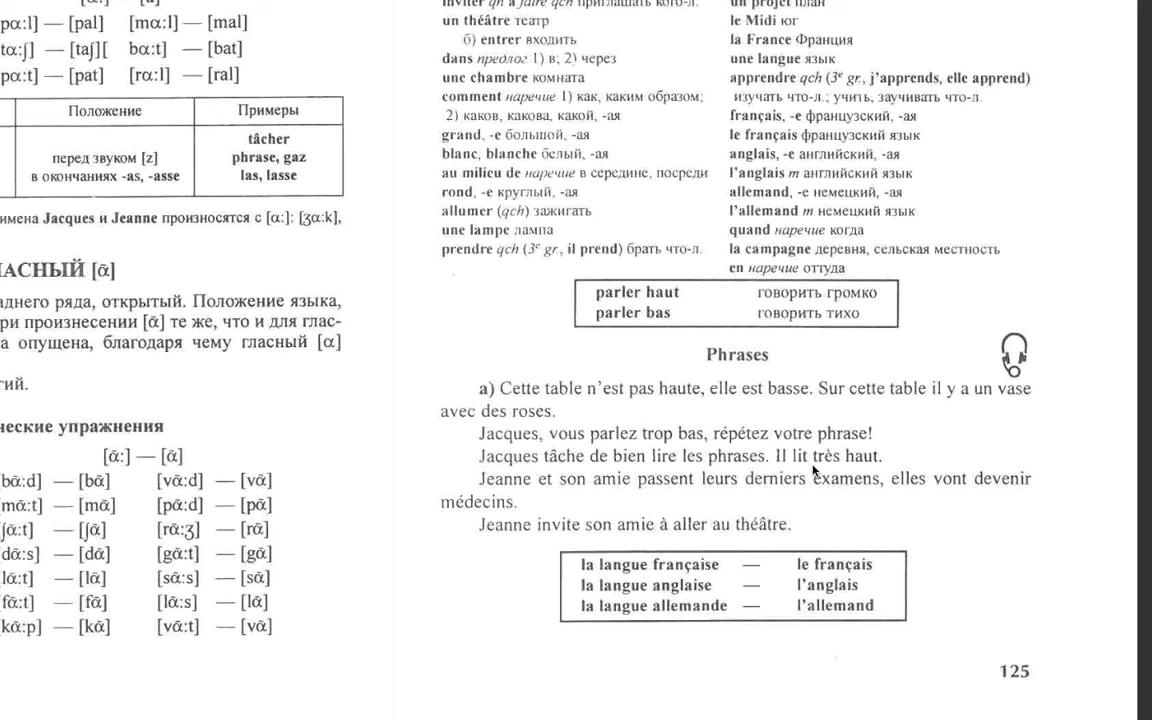 pɑ:l] — [pal] [mɑ:l] — [mal]
tɑ:ʃ] — [taʃ][ bɑ:t] — [bat]
pɑ:t] — [pat] [rɑ:l] — [ral]
Положение Примеры
перед звуком [z]
в окончаниях -as, -asse
tâcher
phrase, gaz
las, lasse
имена Jacques и Jeanne произносятся с [ɑ:]: [ʒɑ:k],
ЛАСНЫЙ [ɑ̃]
аднего ряда, открытый. Положение языка,
ри произнесении [ɑ̃] те же, что и для глас-
а опущена, благодаря чему гласный [ɑ]
гий.
ческие упражнения
[ɑ̃:] — [ɑ̃]
bɑ̃:d] — [bɑ̃] [vɑ̃:d] — [vɑ̃]
mɑ̃:t] — [mɑ̃] [pɑ̃:d] — [pɑ̃]
ʃɑ̃:t] — [ʃɑ̃] [rɑ̃:ʒ] — [rɑ̃]
dɑ̃:s] — [dɑ̃] [gɑ̃:t] — [gɑ̃]
lɑ̃:t] — [lɑ̃] [sɑ̃:s] — [sɑ̃]
fɑ̃:t] — [fɑ̃] [lɑ̃:s] — [lɑ̃]
kɑ̃:p] — [kɑ̃] [vɑ̃:t] — [vɑ̃]
inviter qn à faire qch приглашать кого-л.
un théâtre театр
б) entrer входить
dans предлог 1) в; 2) через
une chambre комната
comment наречие 1) как, каким образом;
2) каков, какова, какой, -ая
grand, -e большой, -ая
blanc, blanche белый, -ая
au milieu de наречие в середине, посреди
rond, -e круглый, -ая
allumer (qch) зажигать
une lampe лампа
prendre qch (3e gr., il prend) брать что-л.
un projet план
le Midi юг
la France Франция
une langue язык
apprendre qch (3e gr., j’apprends, elle apprend)
изучать что-л.; учить, заучивать что-л.
français, -e французский, -ая
le français французский язык
anglais, -e английский, -ая
l’anglais m английский язык
allemand, -e немецкий, -ая
l’allemand m немецкий язык
quand наречие когда
la campagne деревня, сельская местность
en наречие оттуда
parler haut говорить громко
parler bas говорить тихо
Phrases
а) Cette table n’est pas haute, elle est basse. Sur cette table il y a un vase
avec des roses.
Jacques, vous parlez trop bas, répétez votre phrase!
Jacques tâche de bien lire les phrases. Il lit très haut.
Jeanne et son amie passent leurs derniers examens, elles vont devenir
médecins.
Jeanne invite son amie à aller au théâtre.
la langue française — le français
la langue anglaise — l’anglais
la langue allemande — l’allemand
125